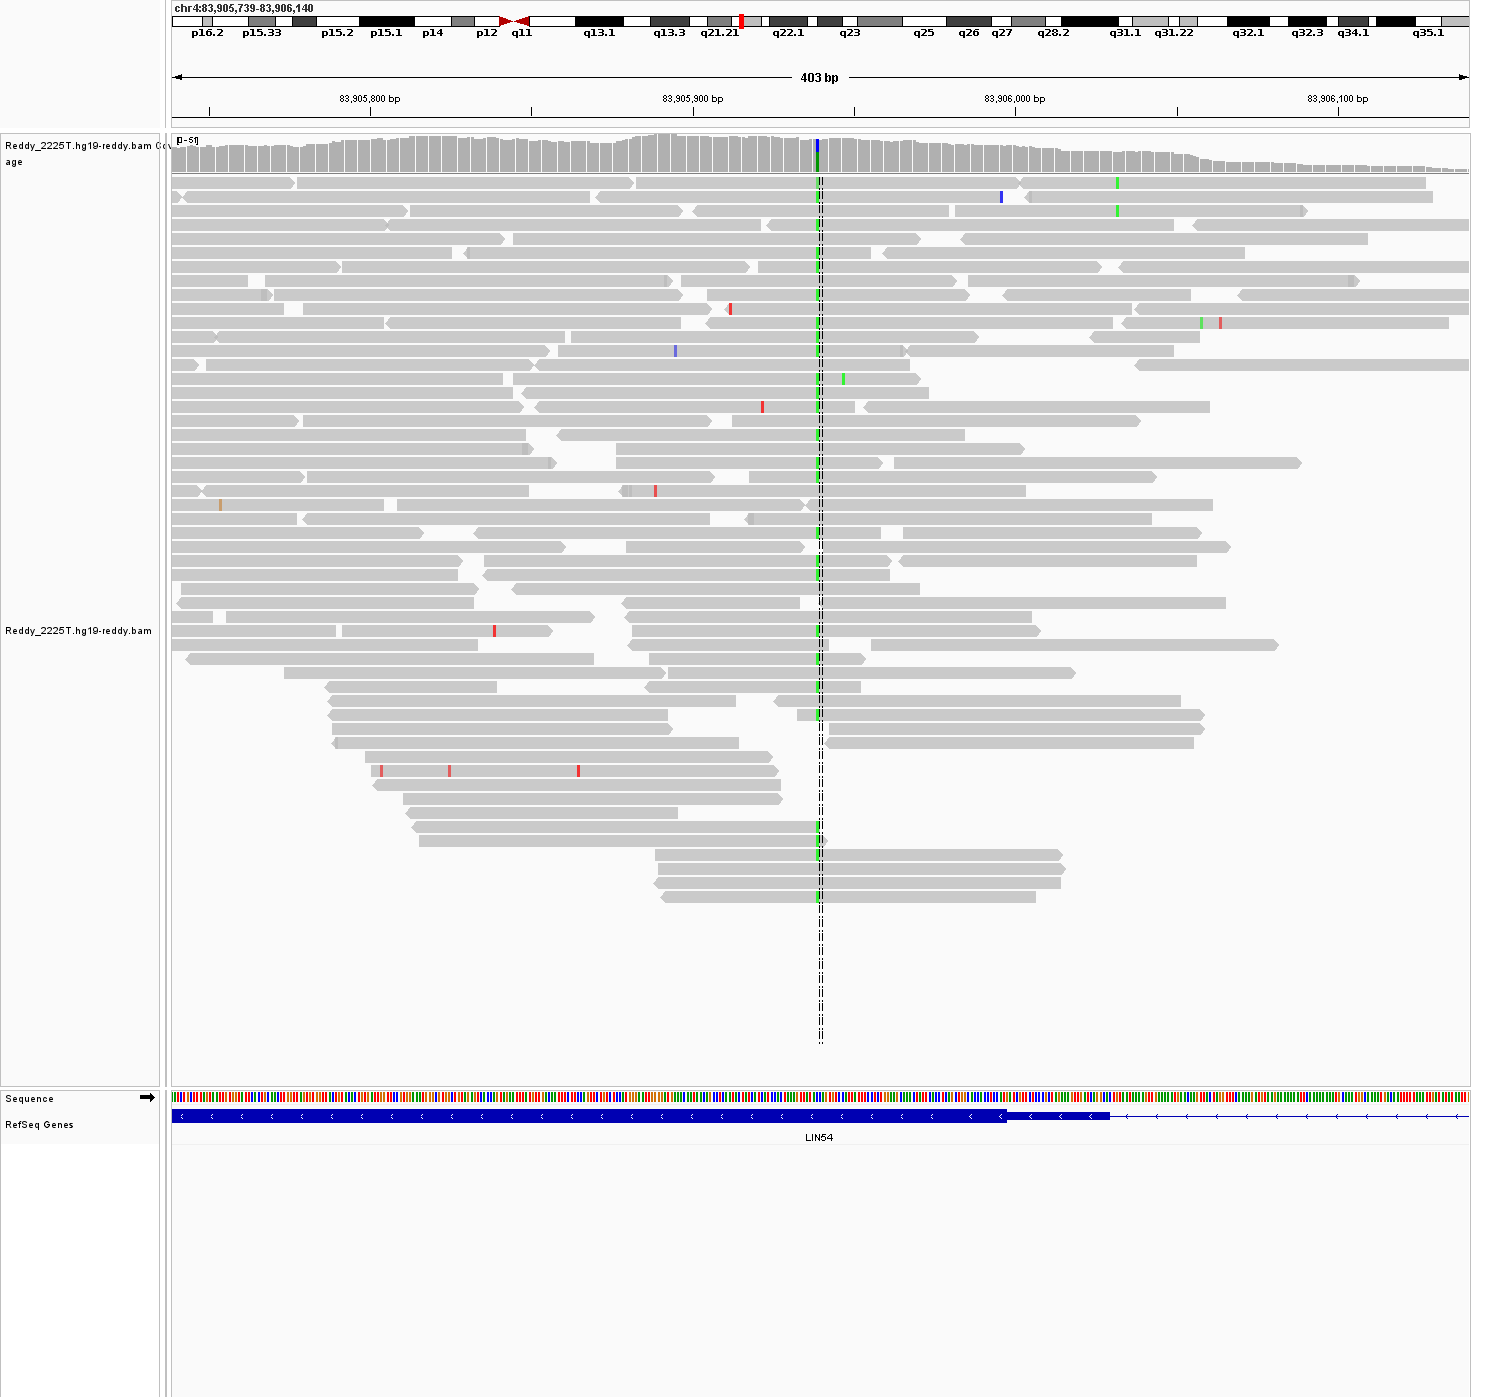 chr4:83,905,739-83,906,140
p16.2 p15.33 p15.2 p15.1 p14 p12 q11 q13.1 q13.3 q21.21 q22.1 q23 q25 q26 q27 q28.2 q31.1 q31.22 q32.1 q32.3 q34.1 q35.1
403 bp
83,905,800 bp 83,905,900 bp 83,906,000 bp 83,906,100 bp
[0-51]
Reddy_2225T.hg19-reddy.bam Cov
age
Reddy_2225T.hg19-reddy.bam
Sequence
RefSeq Genes
LIN54